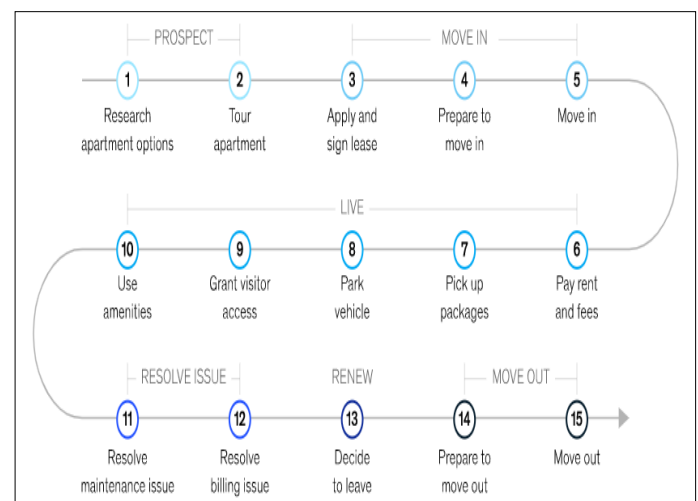 PROSPECT
MOVE IN
1
2
3
4
5
Research
apartment options
Tour
apartment
Apply and
sign lease
Prepare to
move in
Move in
LIVE
10
9
8
7
6
Use
amenities
Grant visitor
access
Park
vehicle
Pick up
packages
Pay rent
and fees
RESOLVE ISSUE
RENEW
MOVE OUT
11
12
13
14
15
Resolve
maintenance issue
Resolve
billing issue
Decide
to leave
Prepare to
move out
Move out